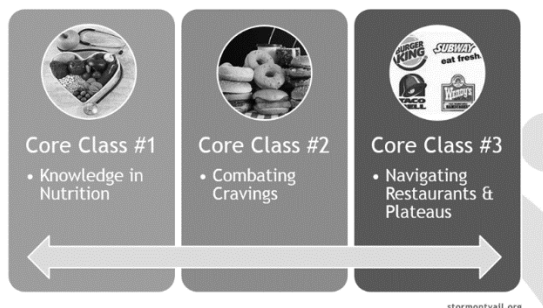 BURGER
KING
SUBWAY
eat fresh.
TACO
BELL
Wendy's
Core Class #1
• Knowledge in
Nutrition
Core Class #2
• Combating
Cravings
Core Class #3
• Navigating
Restaurants &
Plateaus
stormontvail.org